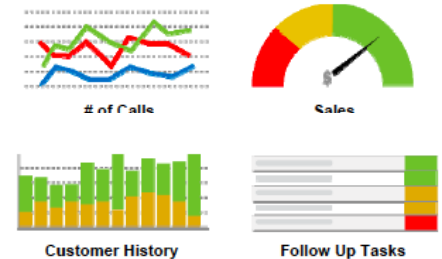 # of Calls
Sales
$
Customer History
Follow Up Tasks